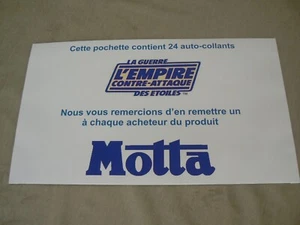 Cette pochette contient 24 auto-collants
LA GUERRE
L'EMPIRE
CONTRE-ATTAQUE
DES ETOILES TM
Nous vous remercions d'en remettre un
à chaque acheteur du produit
Motta